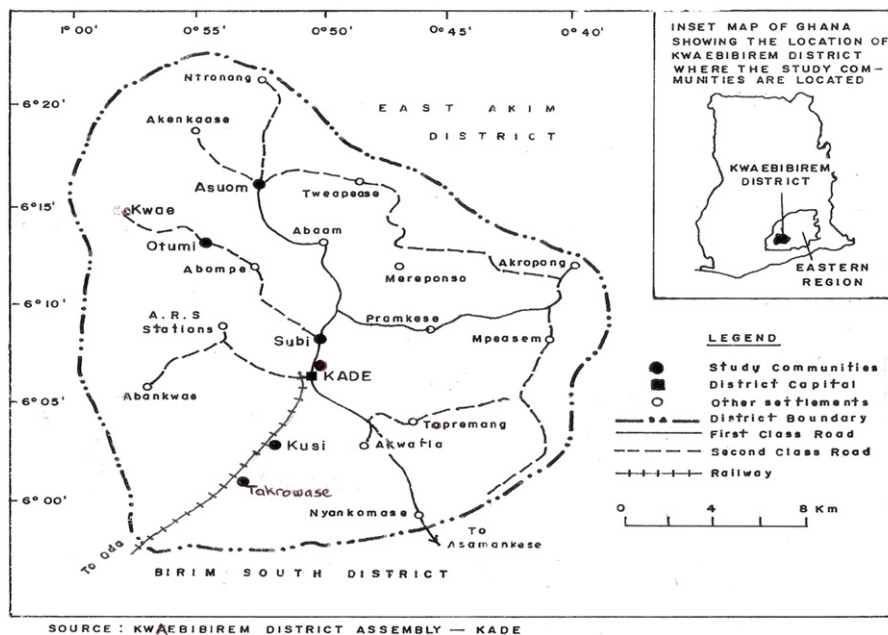 1° 00' 0° 55' 0° 50' 0° 45' 0° 40'
6° 20'
6° 15'
6° 10'
6° 05'
6° 00'
Ntronang
Akenkaase
EAST AKIM
DISTRICT
Asuom
Tweapease
Kwae
Otumi
Abaam
Abompe
Mereponso
Akropong
A.R.S
Stations
Pramkese
Subi
Mpeasem
KADE
Abankwae
Topremang
Kusi
Akwatia
Takrowase
Nyankomase
To
Asamankese
To Oda
BIRIM SOUTH DISTRICT
INSET MAP OF GHANA
SHOWING THE LOCATION OF
KWAEBIBIREM DISTRICT
WHERE THE STUDY COM-
MUNITIES ARE LOCATED
KWAEBIBIREM
DISTRICT
EASTERN
REGION
LEGEND
Study Communities
District Capital
Other settlements
District Boundary
First Class Road
Second Class Road
Railway
0 4 8 Km
SOURCE : KWAEBIBIREM DISTRICT ASSEMBLY — KADE